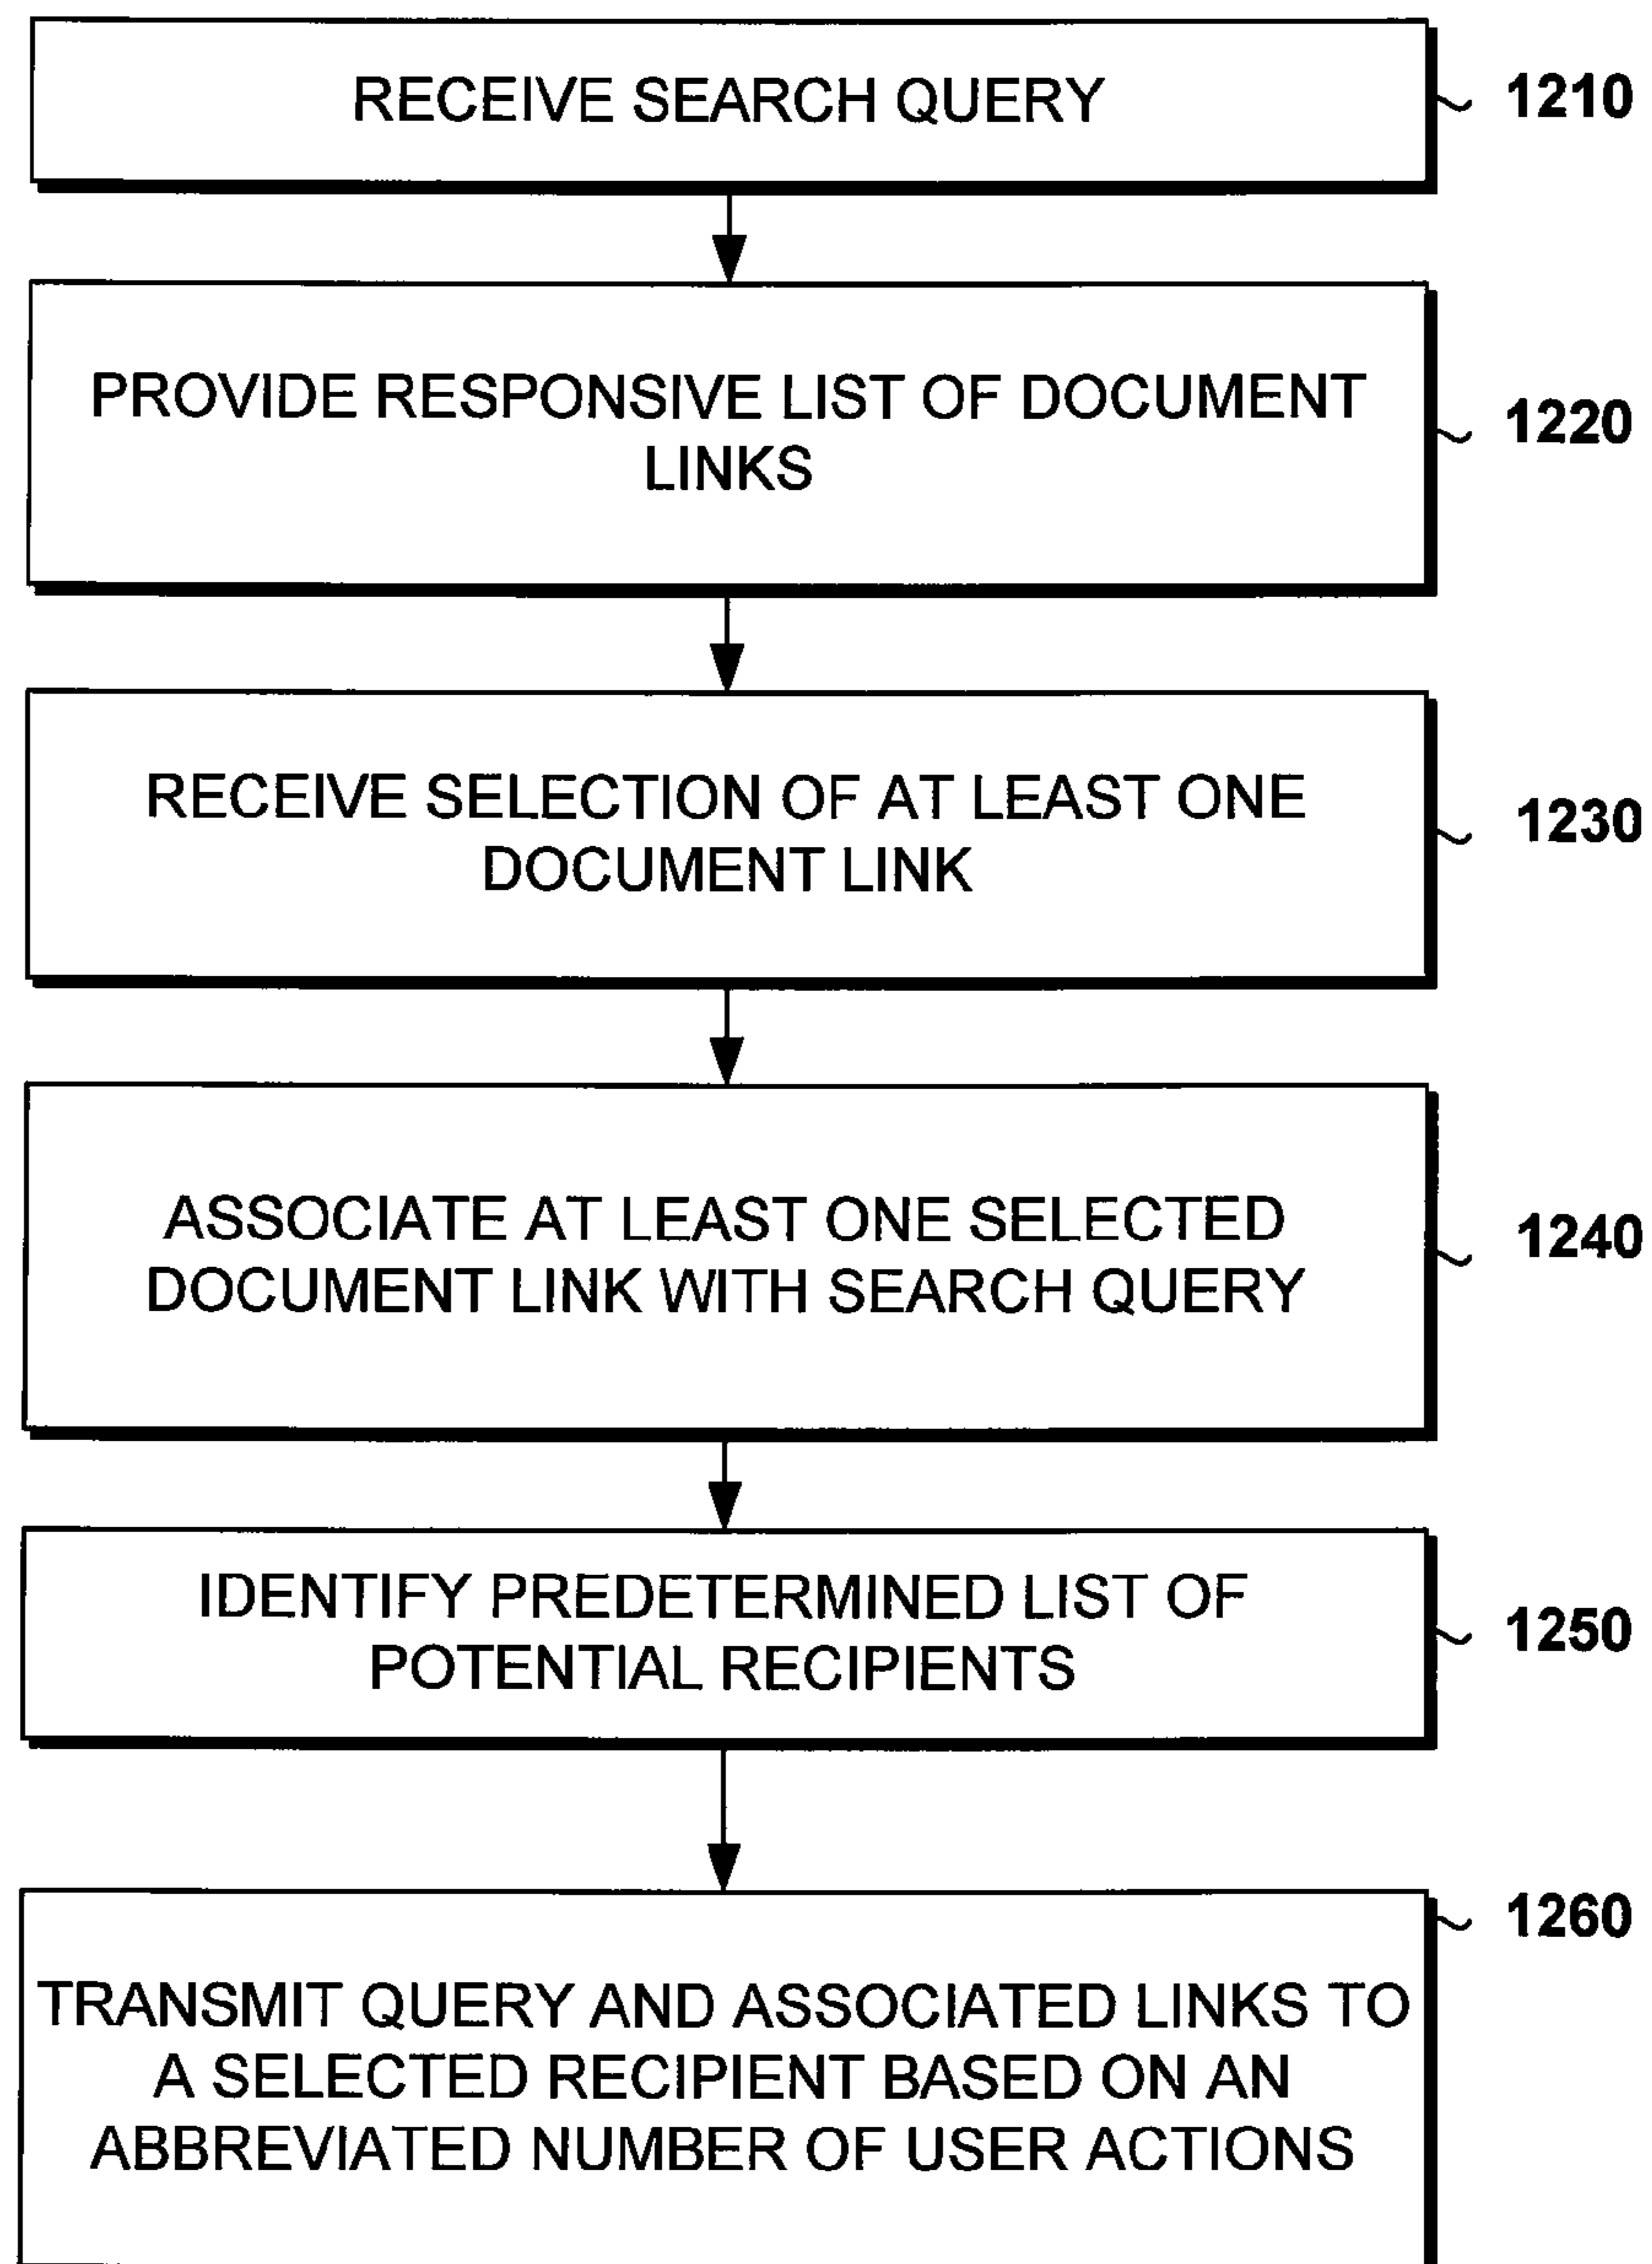 RECEIVE SEARCH QUERY
1210
PROVIDE RESPONSIVE LIST OF DOCUMENT
LINKS
1220
RECEIVE SELECTION OF AT LEAST ONE
DOCUMENT LINK
1230
ASSOCIATE AT LEAST ONE SELECTED
DOCUMENT LINK WITH SEARCH QUERY
1240
IDENTIFY PREDETERMINED LIST OF
POTENTIAL RECIPIENTS
1250
TRANSMIT QUERY AND ASSOCIATED LINKS TO
A SELECTED RECIPIENT BASED ON AN
ABBREVIATED NUMBER OF USER ACTIONS
1260